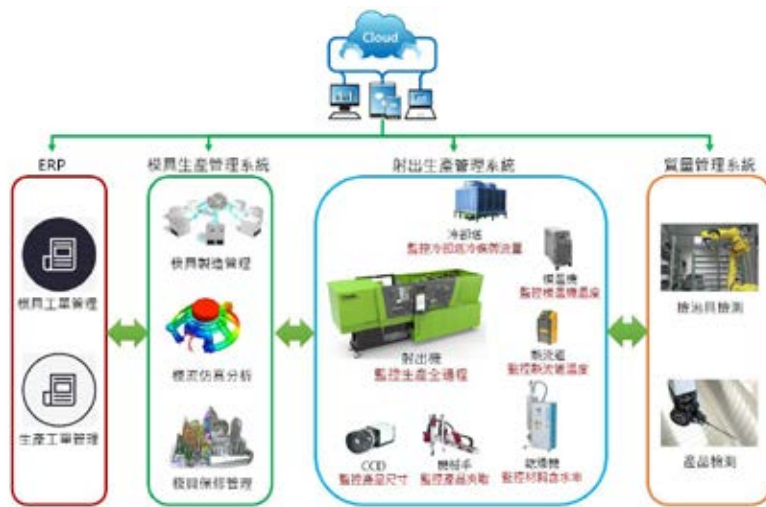 Cloud
ERP
模具工單管理
生產工單管理
模具生產管理系統
模具製造管理
模流仿真分析
模具保修管理
射出生產管理系統
冷卻塔
監控冷卻塔冷媒閥流量
模溫機
監控模溫機溫度
射出機
監控生產全過程
熱流道
監控熱流道溫度
CCD
監控產品尺寸
機械手
監控產品夾取
乾燥機
監控材料含水率
質量管理系統
檢治具檢測
產品檢測